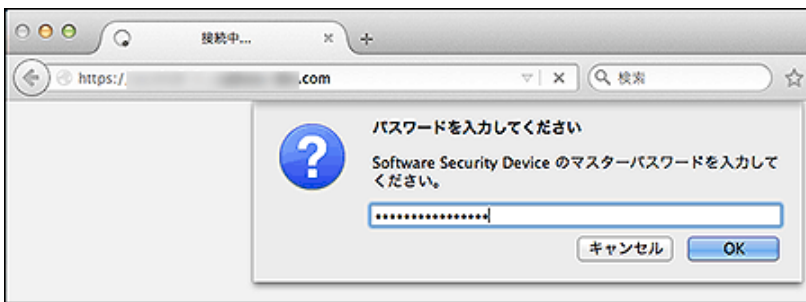 接続中...
https://
.com
検索
パスワードを入力してください
Software Security Device のマスターパスワードを入力して
ください。
••••••••••••••••
キャンセル
OK